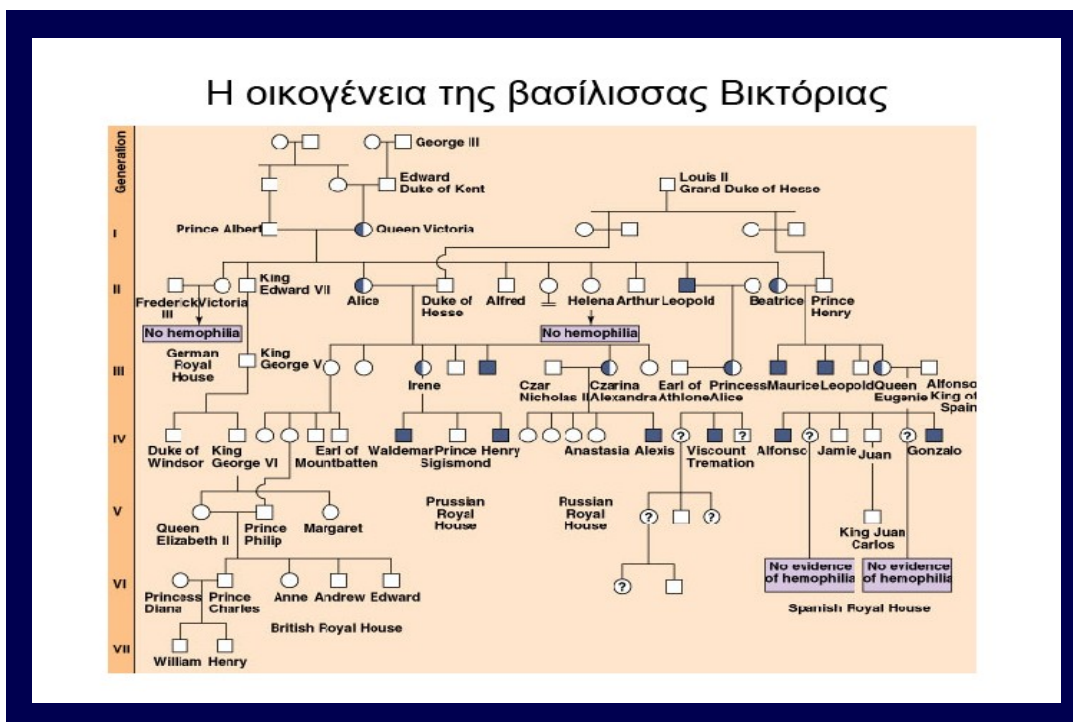 Η οικογένεια της βασίλισσας Βικτόριας
Generation
George III
Edward
Duke of Kent
Louis II
Grand Duke of Hesse
I
Prince Albert
Queen Victoria
II
King
Edward VII
Frederick
III
Victoria
Alice
Duke of
Hesse
Alfred
Helena
Arthur
Leopold
Beatrice
Prince
Henry
No hemophilia
No hemophilia
German
Royal
House
III
King
George V
Irene
Czar
Nicholas II
Czarina
Alexandra
Earl of
Athlone
Princess
Alice
Maurice
Leopold
Queen
Eugenie
Alfonso
King of
Spain
IV
Duke of
Windsor
King
George VI
Earl of
Mountbatten
Waldemar
Prince
Sigismond
Henry
Anastasia
Alexis
?
Viscount
Tremation
?
Alfonso
?
Jamie
Juan
?
Gonzalo
V
Queen
Elizabeth II
Prince
Philip
Margaret
Prussian
Royal
House
Russian
Royal
House
?
?
King Juan
Carlos
No evidence
of hemophilia
No evidence
of hemophilia
VI
Princess
Diana
Prince
Charles
Anne
Andrew
Edward
?
Spanish Royal House
British Royal House
VII
William
Henry